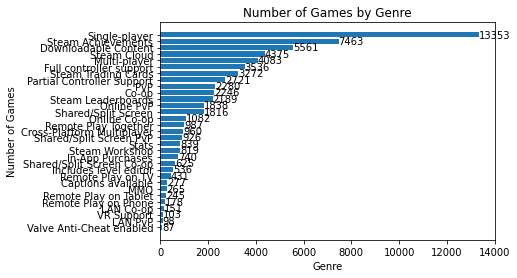 Number of Games by Genre
Number of Games
Single-player 13353
Steam Achievements 7463
Downloadable Content 5561
Steam Cloud 4375
Multi-player 4083
Full controller support 3536
Steam Trading Cards 3272
Partial Controller Support 2721
PvP 2280
Co-op 2246
Steam Leaderboards 2189
Online PvP 1838
Shared/Split Screen 1816
Online Co-op 1082
Remote Play Together 987
Cross-Platform Multiplayer 960
Shared/Split Screen PvP 926
Stats 839
Steam Workshop 819
In-App Purchases 740
Shared/Split Screen Co-op 625
Includes level editor 536
Remote Play on TV 431
Captions available 277
MMO 265
Remote Play on Tablet 245
Remote Play on Phone 178
LAN Co-op 151
VR Support 103
LAN PvP 98
Valve Anti-Cheat enabled 87
0 2000 4000 6000 8000 10000 12000 14000
Genre